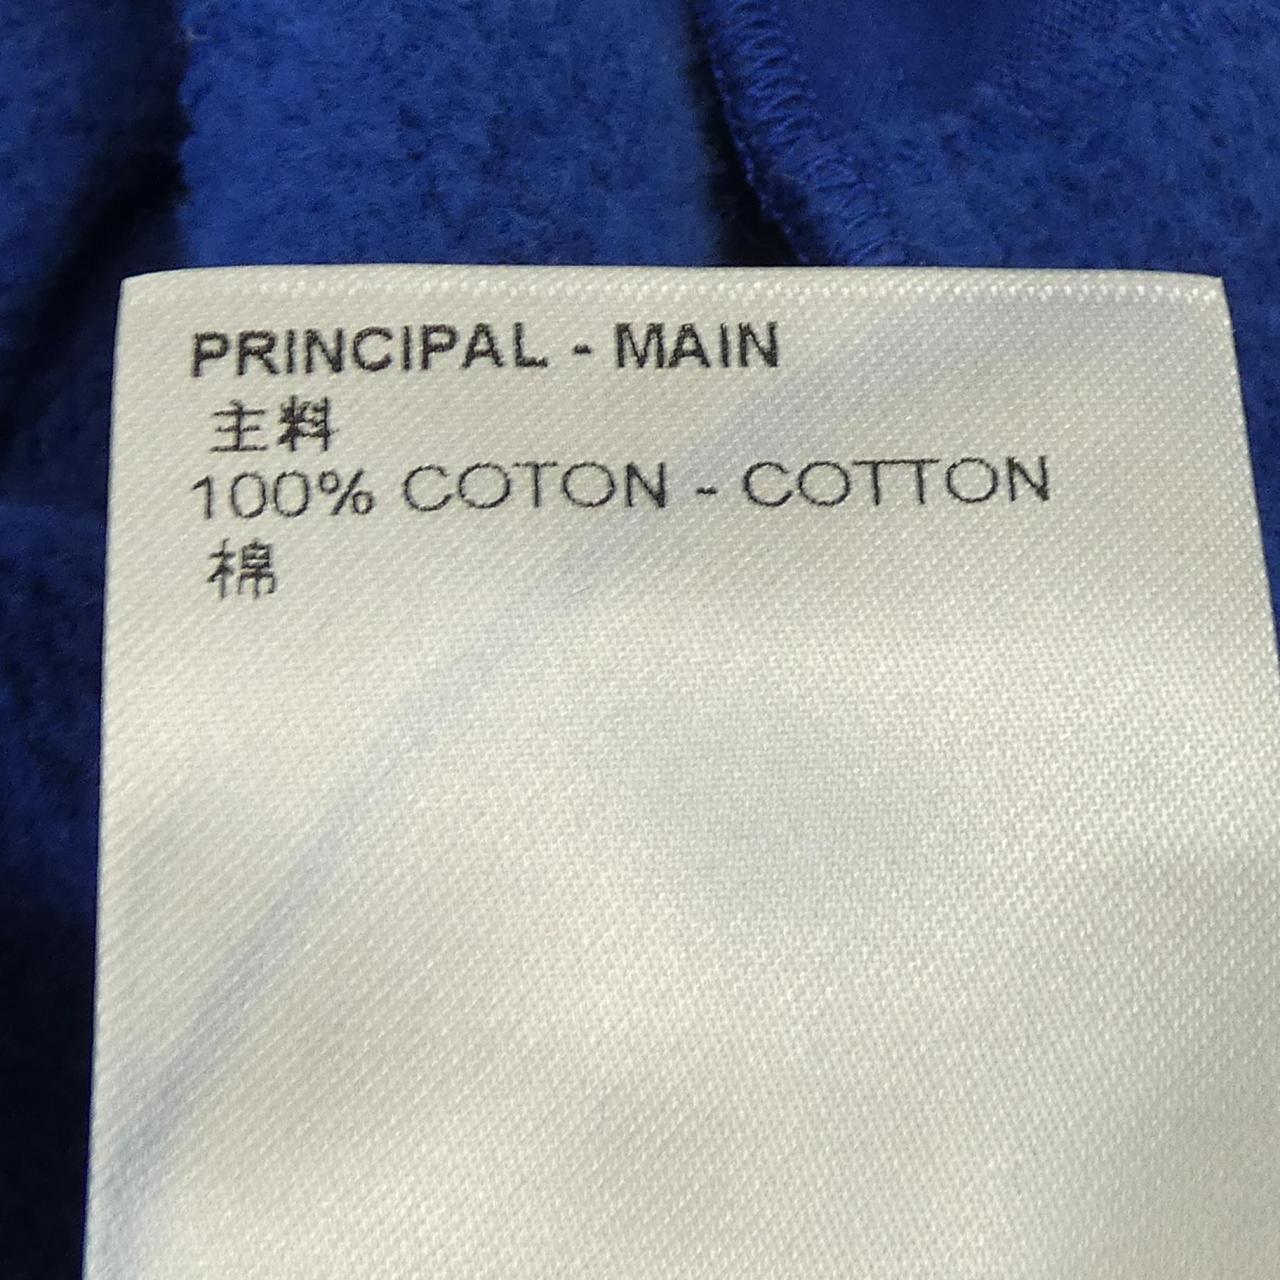 PRINCIPAL - MAIN
主料
100% COTON - COTTON
棉